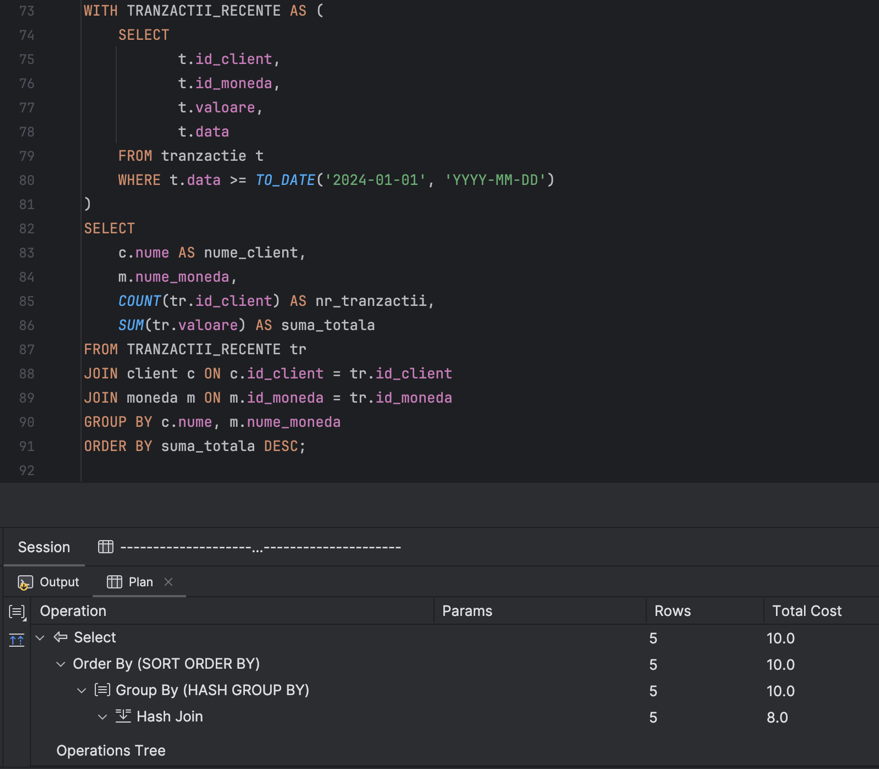 73 WITH TRANZACTII_RECENTE AS (
74 SELECT
75 t.id_client,
76 t.id_moneda,
77 t.valoare,
78 t.data
79 FROM tranzactie t
80 WHERE t.data >= TO_DATE('2024-01-01', 'YYYY-MM-DD')
81 )
82 SELECT
83 c.nume AS nume_client,
84 m.nume_moneda,
85 COUNT(tr.id_client) AS nr_tranzactii,
86 SUM(tr.valoare) AS suma_totala
87 FROM TRANZACTII_RECENTE tr
88 JOIN client c ON c.id_client = tr.id_client
89 JOIN moneda m ON m.id_moneda = tr.id_moneda
90 GROUP BY c.nume, m.nume_moneda
91 ORDER BY suma_totala DESC;
92
Session --------------------...---------------------
Output Plan
Operation Params Rows Total Cost
Select 5 10.0
Order By (SORT ORDER BY) 5 10.0
Group By (HASH GROUP BY) 5 10.0
Hash Join 5 8.0
Operations Tree